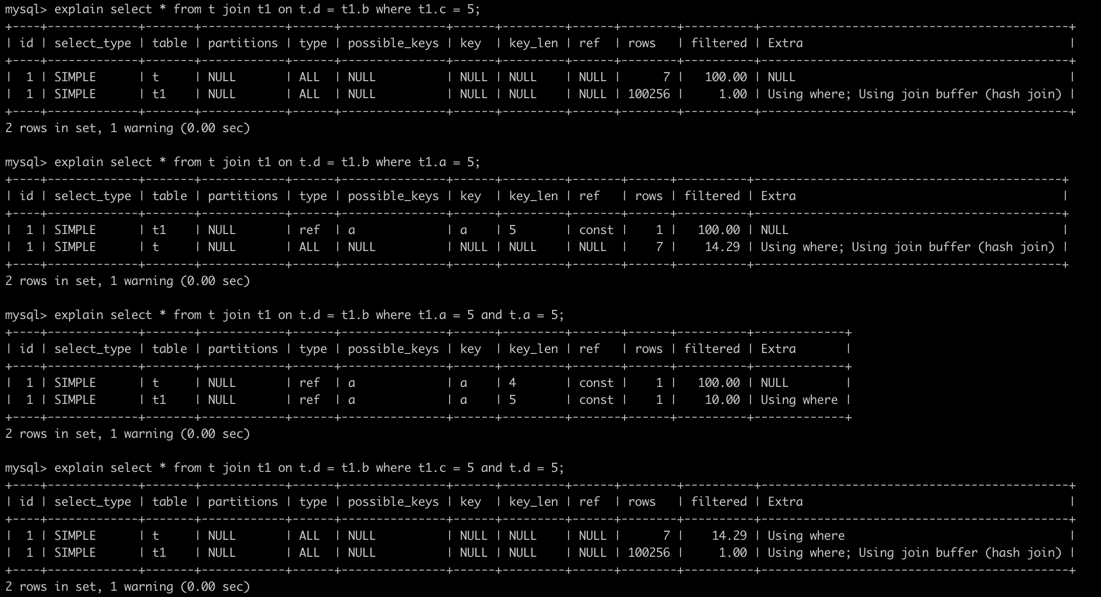 mysql> explain select * from t join t1 on t.d = t1.b where t1.c = 5;
+----+-------------+-------+------------+------+---------------+------+---------+------+--------+----------+--------------------------------------------+
| id | select_type | table | partitions | type | possible_keys | key  | key_len | ref  | rows   | filtered | Extra                                      |
+----+-------------+-------+------------+------+---------------+------+---------+------+--------+----------+--------------------------------------------+
|  1 | SIMPLE      | t     | NULL       | ALL  | NULL          | NULL | NULL    | NULL |      7 |   100.00 | NULL                                       |
|  1 | SIMPLE      | t1    | NULL       | ALL  | NULL          | NULL | NULL    | NULL | 100256 |     1.00 | Using where; Using join buffer (hash join) |
+----+-------------+-------+------------+------+---------------+------+---------+------+--------+----------+--------------------------------------------+
2 rows in set, 1 warning (0.00 sec)

mysql> explain select * from t join t1 on t.d = t1.b where t1.a = 5;
+----+-------------+-------+------------+------+---------------+------+---------+-------+------+----------+--------------------------------------------+
| id | select_type | table | partitions | type | possible_keys | key  | key_len | ref   | rows | filtered | Extra                                      |
+----+-------------+-------+------------+------+---------------+------+---------+-------+------+----------+--------------------------------------------+
|  1 | SIMPLE      | t1    | NULL       | ref  | a             | a    | 5       | const |    1 |   100.00 | NULL                                       |
|  1 | SIMPLE      | t     | NULL       | ALL  | NULL          | NULL | NULL    | NULL  |    7 |    14.29 | Using where; Using join buffer (hash join) |
+----+-------------+-------+------------+------+---------------+------+---------+-------+------+----------+--------------------------------------------+
2 rows in set, 1 warning (0.00 sec)

mysql> explain select * from t join t1 on t.d = t1.b where t1.a = 5 and t.a = 5;
+----+-------------+-------+------------+------+---------------+------+---------+-------+------+----------+-------------+
| id | select_type | table | partitions | type | possible_keys | key  | key_len | ref   | rows | filtered | Extra       |
+----+-------------+-------+------------+------+---------------+------+---------+-------+------+----------+-------------+
|  1 | SIMPLE      | t     | NULL       | ref  | a             | a    | 4       | const |    1 |   100.00 | NULL        |
|  1 | SIMPLE      | t1    | NULL       | ref  | a             | a    | 5       | const |    1 |    10.00 | Using where |
+----+-------------+-------+------------+------+---------------+------+---------+-------+------+----------+-------------+
2 rows in set, 1 warning (0.00 sec)

mysql> explain select * from t join t1 on t.d = t1.b where t1.c = 5 and t.d = 5;
+----+-------------+-------+------------+------+---------------+------+---------+------+--------+----------+--------------------------------------------+
| id | select_type | table | partitions | type | possible_keys | key  | key_len | ref  | rows   | filtered | Extra                                      |
+----+-------------+-------+------------+------+---------------+------+---------+------+--------+----------+--------------------------------------------+
|  1 | SIMPLE      | t     | NULL       | ALL  | NULL          | NULL | NULL    | NULL |      7 |    14.29 | Using where                                |
|  1 | SIMPLE      | t1    | NULL       | ALL  | NULL          | NULL | NULL    | NULL | 100256 |     1.00 | Using where; Using join buffer (hash join) |
+----+-------------+-------+------------+------+---------------+------+---------+------+--------+----------+--------------------------------------------+
2 rows in set, 1 warning (0.00 sec)